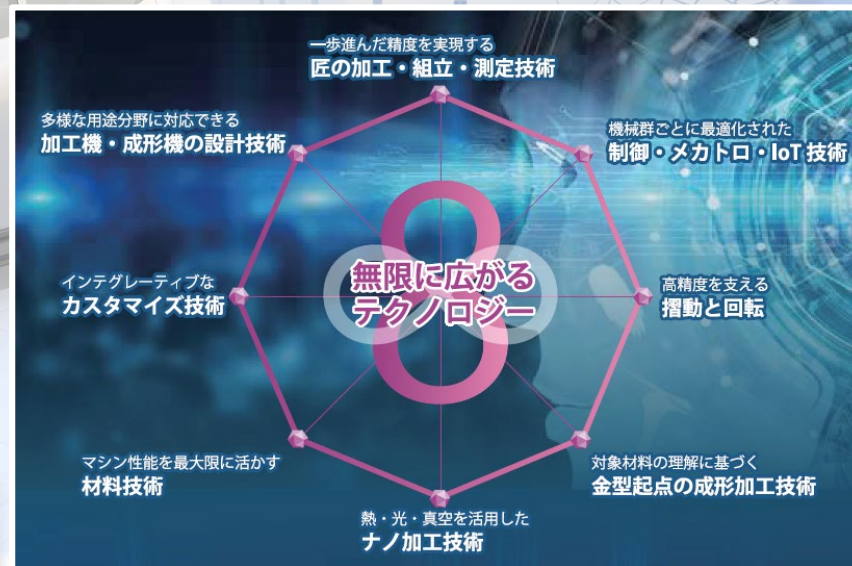 一歩進んだ精度を実現する
匠の加工・組立・測定技術
多様な用途分野に対応できる
加工機・成形機の設計技術
機械群ごとに最適化された
制御・メカトロ・IoT技術
8
無限に広がる
テクノロジー
インテグレーティブな
カスタマイズ技術
高精度を支える
摺動と回転
マシン性能を最大限に活かす
材料技術
対象材料の理解に基づく
金型起点の成形加工技術
熱・光・真空を活用した
ナノ加工技術